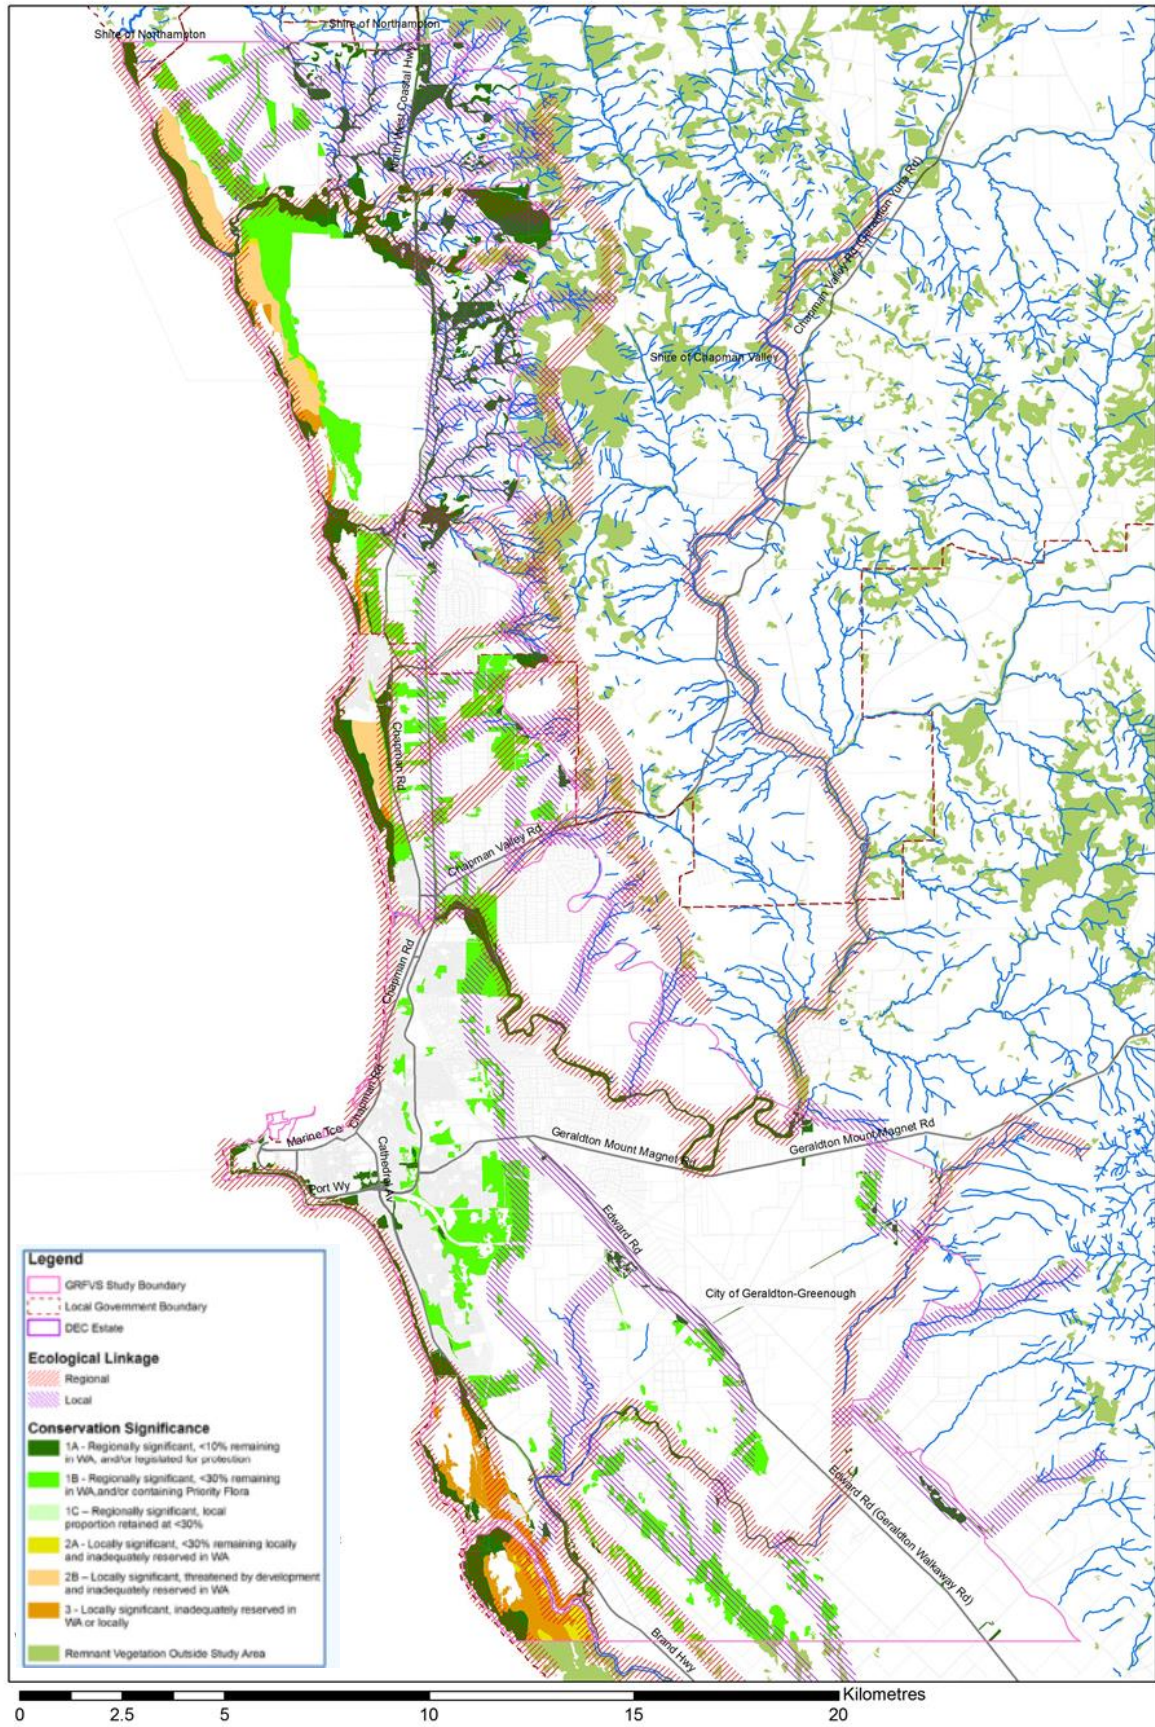 Shire of Northampton
Shire of Northampton
North West Coastal Hwy
Chapman Valley Rd (Geraldton-Yuna Rd)
Shire of Chapman Valley
Chapman Rd
Chapman Valley Rd
Chapman Rd
Chapman Rd
Marine Tce
Cathedral Av
Port Wy
Geraldton Mount Magnet Rd
Geraldton Mount Magnet Rd
Edward Rd
City of Geraldton-Greenough
Edward Rd (Geraldton Walkaway Rd)
Brand Hwy
Legend
GRFVS Study Boundary
Local Government Boundary
DEC Estate
Ecological Linkage
Regional
Local
Conservation Significance
1A - Regionally significant, <10% remaining
in WA, and/or legislated for protection
1B - Regionally significant, <30% remaining
in WA,and/or containing Priority Flora
1C – Regionally significant, local
proportion retained at <30%
2A - Locally significant, <30% remaining locally
and inadequately reserved in WA
2B – Locally significant, threatened by development
and inadequately reserved in WA
3 - Locally significant, inadequately reserved in
WA or locally
Remnant Vegetation Outside Study Area
Kilometres
0 2.5 5 10 15 20